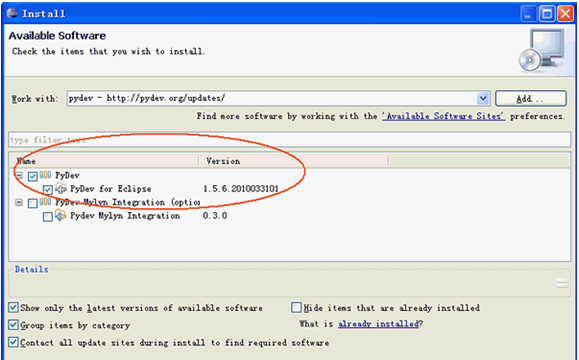 Install
Available Software
Check the items that you wish to install.
Work with: pydev - http://pydev.org/updates/ Add...
Find more software by working with the 'Available Software Sites' preferences.
type filter text
Name Version
PyDev
PyDev for Eclipse 1.5.6.2010033101
PyDev Mylyn Integration (option
Pydev Mylyn Integration 0.3.0
Details
Show only the latest versions of available software Hide items that are already installed
Group items by category What is already installed?
Contact all update sites during install to find required software